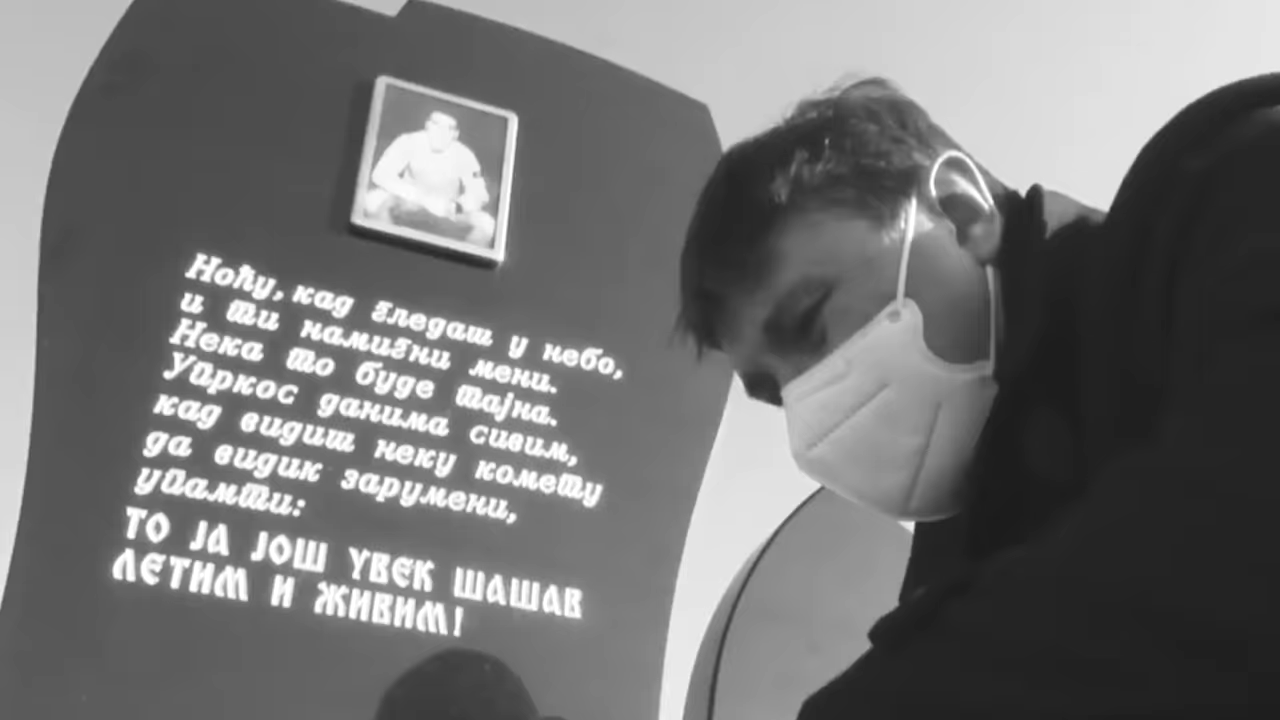 Ноћу, кад гледаш у небо,
и ти намигни мени.
Нека то буде тајна.
Упркос данима сивим,
кад видиш неку комету
да видик зарумени,
упамти:
ТО ЈА ЈОШ УВЕК ШАШАВ
ЛЕТИМ И ЖИВИМ!